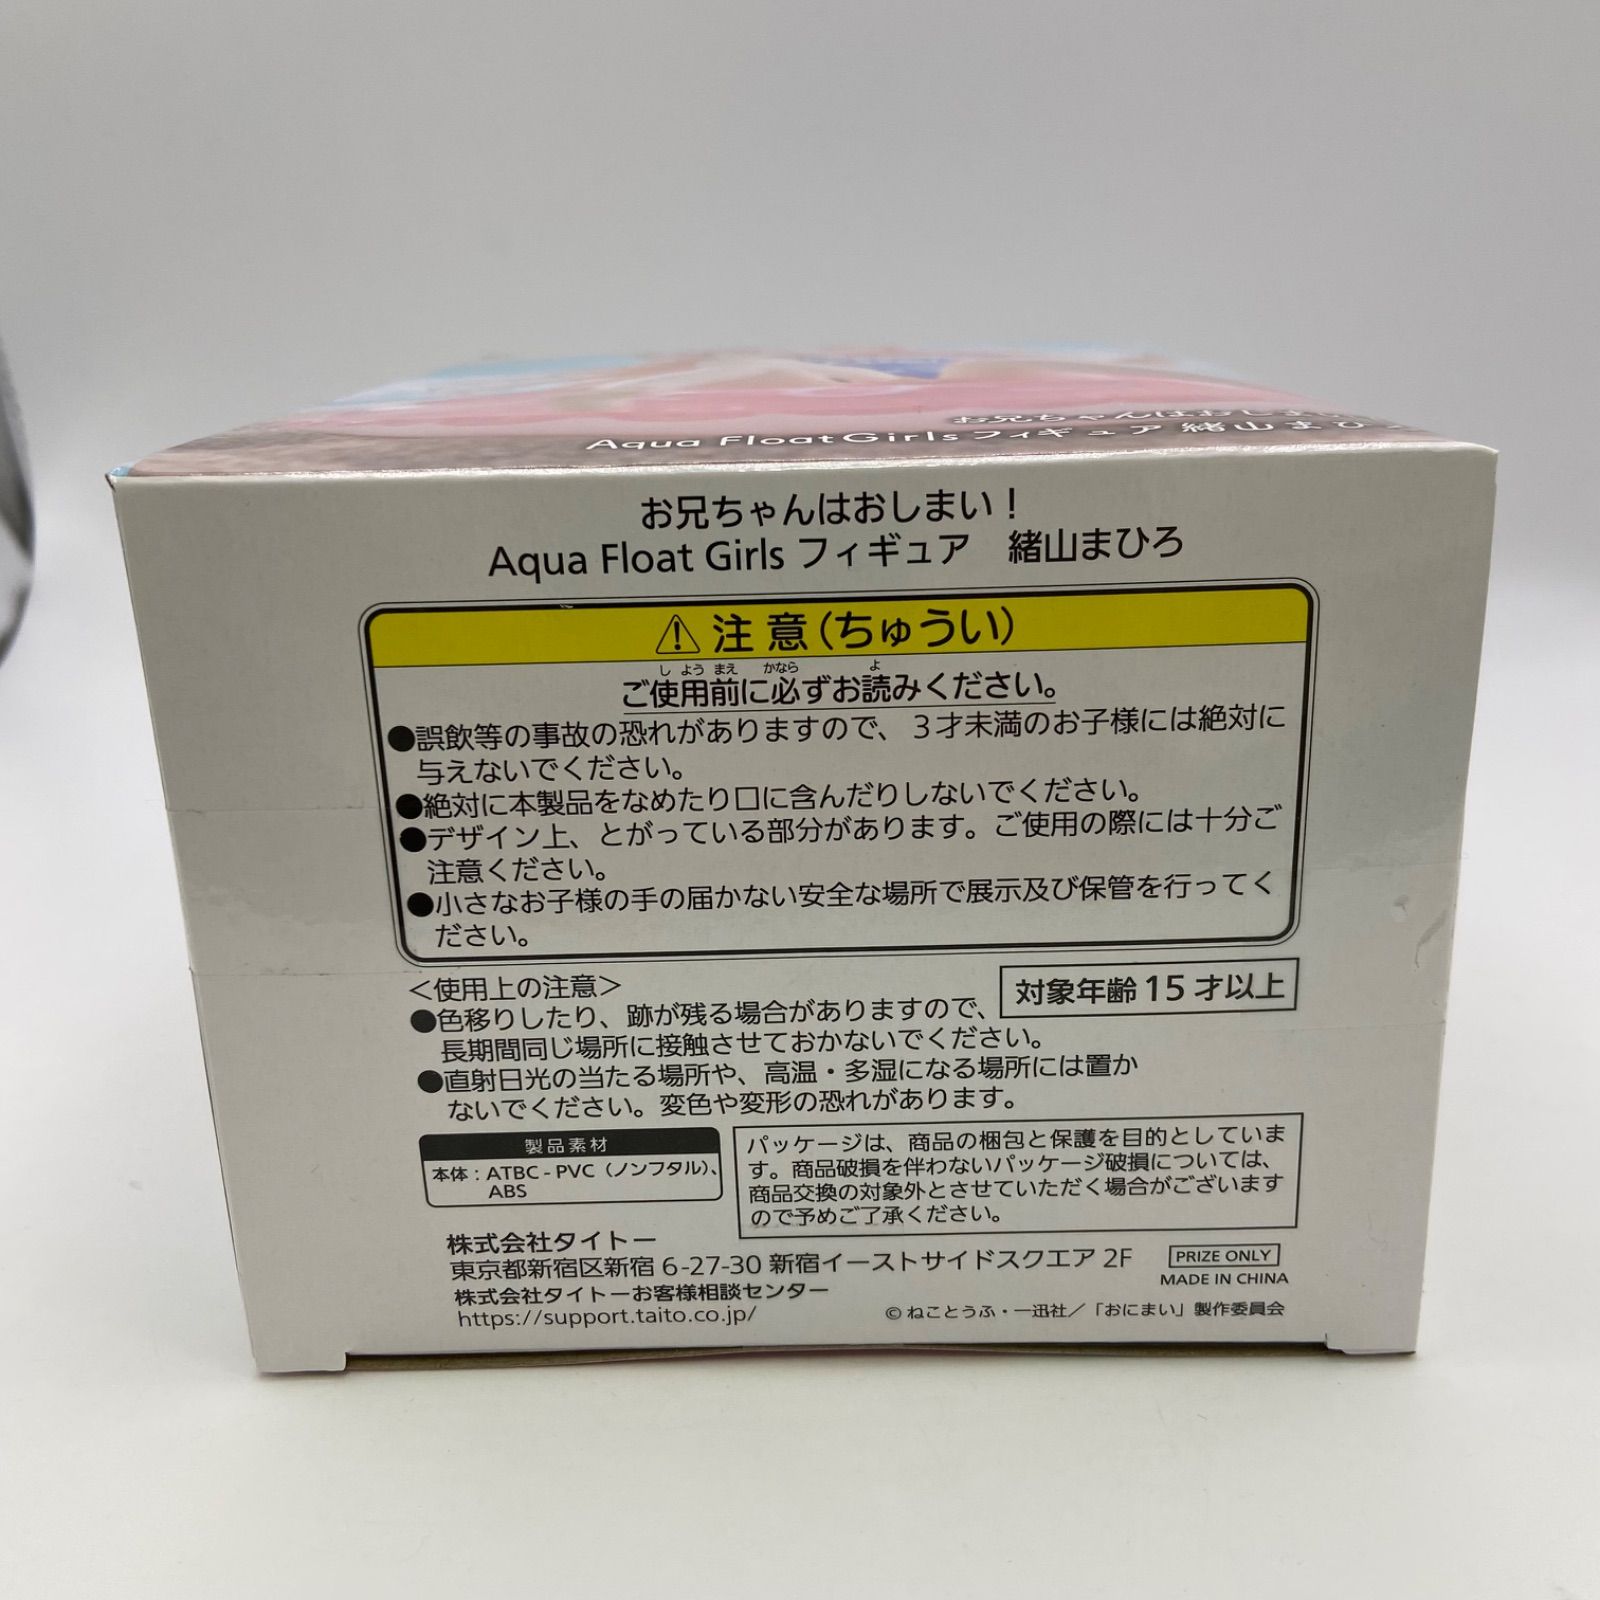 お兄ちゃんはおしまい
Aqua Float Girls フィギュア 緒山まひろ
お兄ちゃんはおしまい！
Aqua Float Girls フィギュア 緒山まひろ
⚠ 注意（ちゅうい）
し よう まえ かなら よ
ご使用前に必ずお読みください。
●誤飲等の事故の恐れがありますので、３才未満のお子様には絶対に
与えないでください。
●絶対に本製品をなめたり口に含んだりしないでください。
●デザイン上、とがっている部分があります。ご使用の際には十分ご
注意ください。
●小さなお子様の手の届かない安全な場所で展示及び保管を行ってく
ださい。
＜使用上の注意＞
対象年齢 15 才以上
●色移りしたり、跡が残る場合がありますので、
長期間同じ場所に接触させておかないでください。
●直射日光の当たる場所や、高温・多湿になる場所には置か
ないでください。変色や変形の恐れがあります。
製品素材
本体：ATBC-PVC（ノンフタル）、
ABS
パッケージは、商品の梱包と保護を目的としていま
す。商品破損を伴わないパッケージ破損については、
商品交換の対象外とさせていただく場合がございます
ので予めご了承ください。
株式会社タイトー
東京都新宿区新宿 6-27-30 新宿イーストサイドスクエア 2F
株式会社タイトーお客様相談センター
https://support.taito.co.jp/
PRIZE ONLY
MADE IN CHINA
© ねことうふ・一迅社／「おにまい」製作委員会